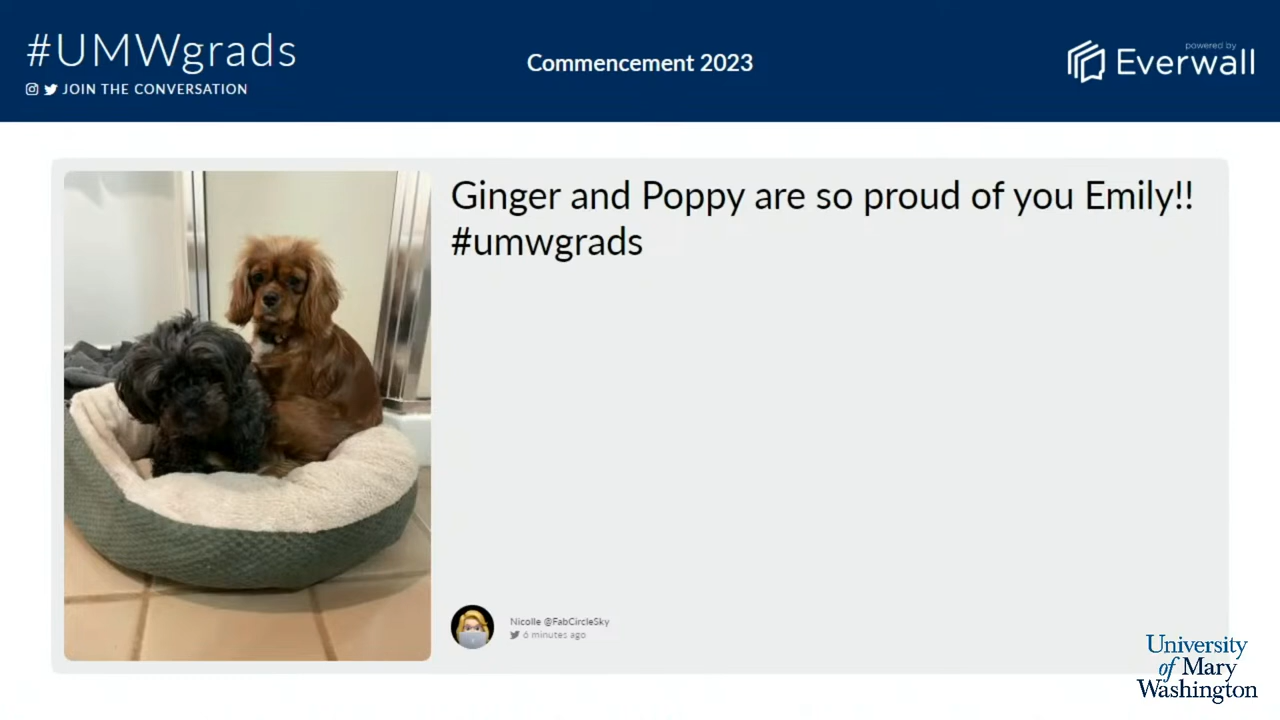 #UMWgrads
JOIN THE CONVERSATION
Commencement 2023
powered by
Everwall
Ginger and Poppy are so proud of you Emily!!
#umwgrads
Nicolle @FabCircleSky
6 minutes ago
University
of Mary
Washington